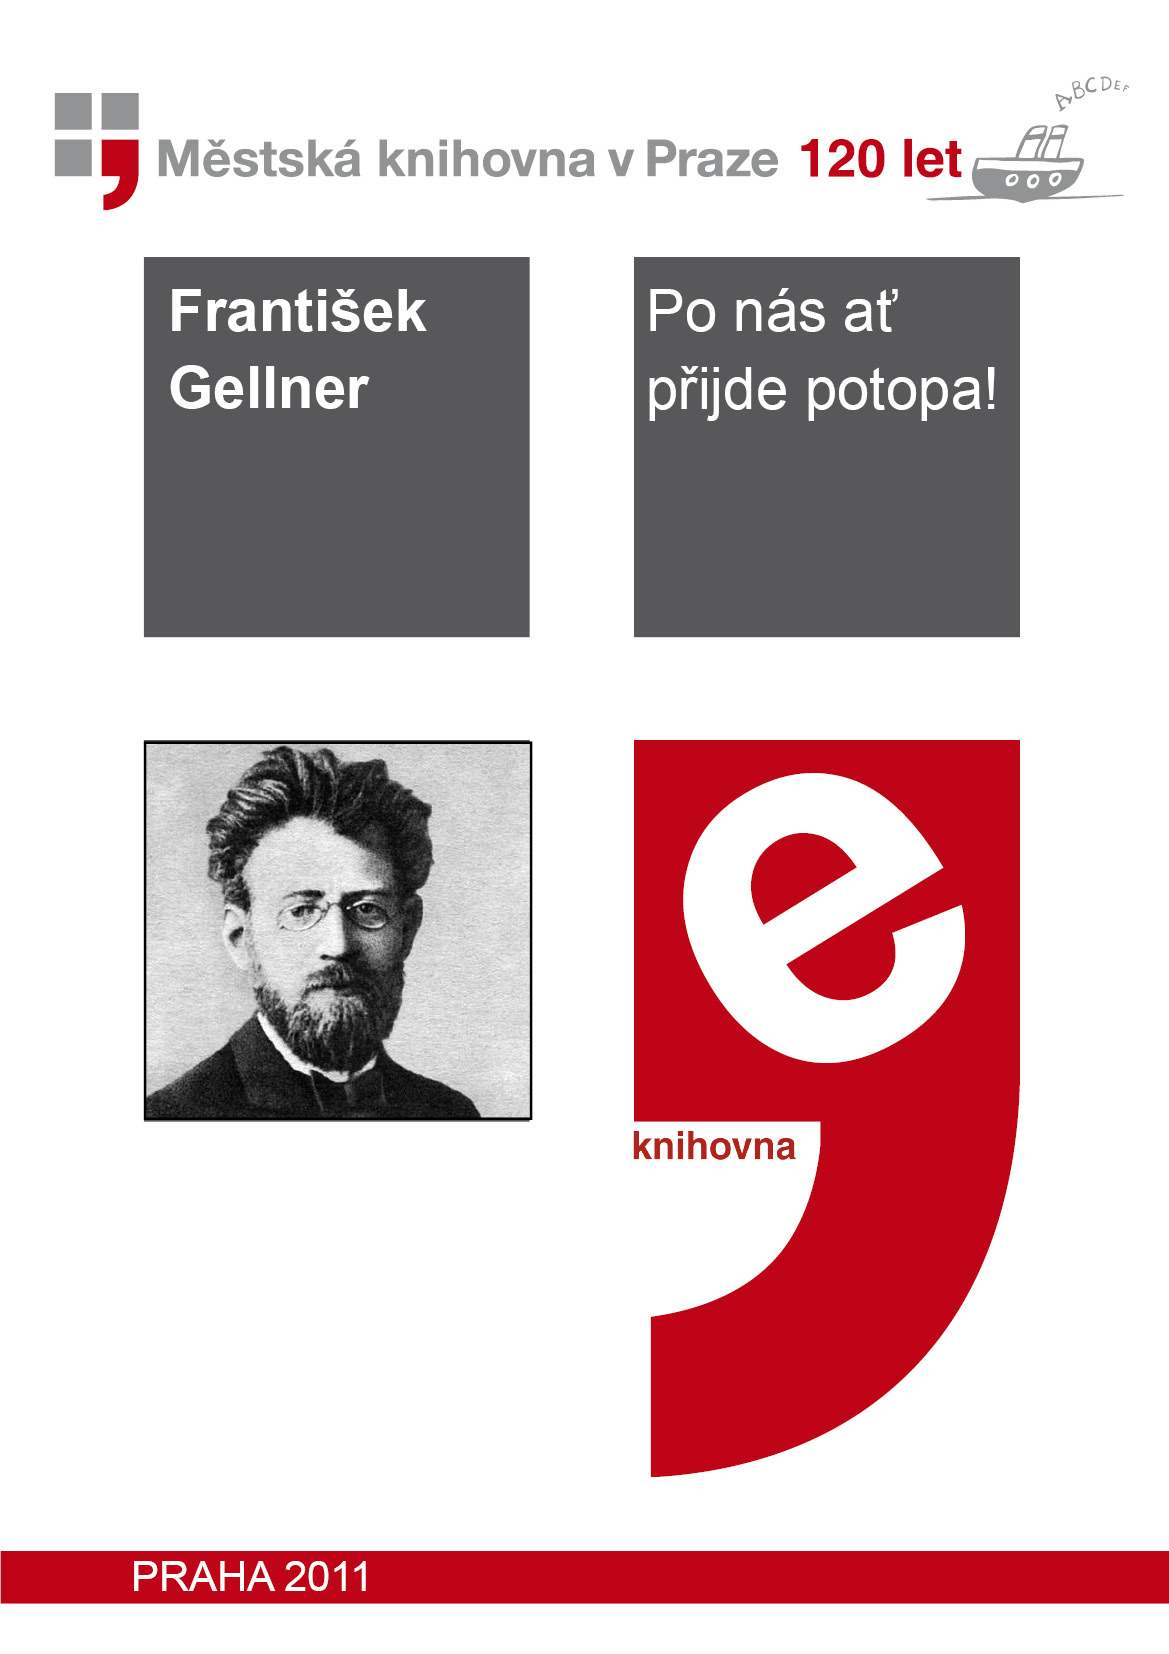 Městská knihovna v Praze 120 let
ABCDEF
František
Gellner
Po nás ať
přijde potopa!
e
knihovna
PRAHA 2011